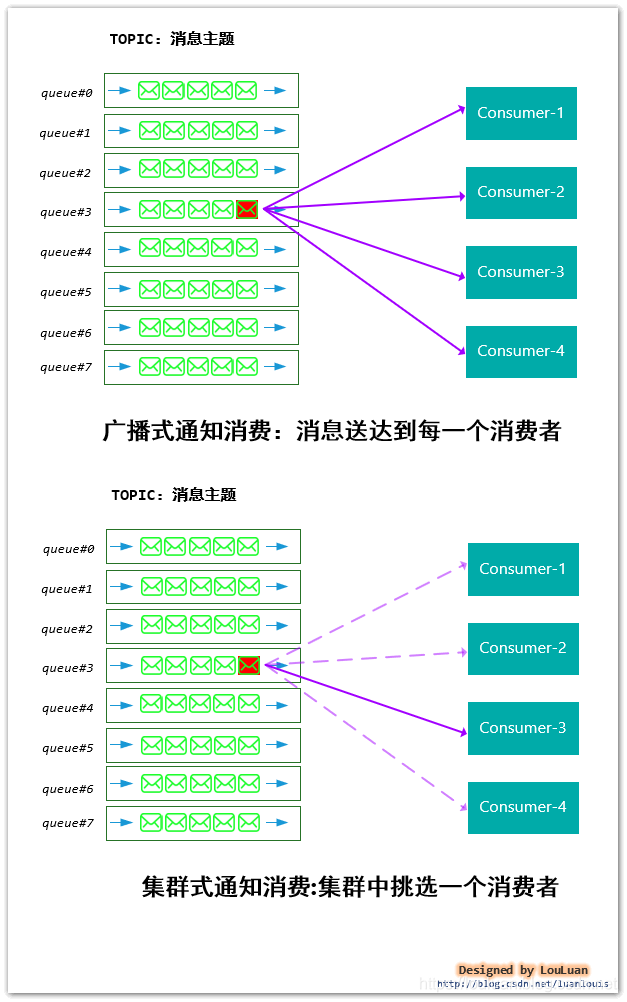 TOPIC: 消息主题
queue#0
queue#1
queue#2
queue#3
queue#4
queue#5
queue#6
queue#7
Consumer-1
Consumer-2
Consumer-3
Consumer-4
广播式通知消费：消息送达到每一个消费者
TOPIC: 消息主题
queue#0
queue#1
queue#2
queue#3
queue#4
queue#5
queue#6
queue#7
Consumer-1
Consumer-2
Consumer-3
Consumer-4
集群式通知消费:集群中挑选一个消费者
Designed by LouLuan
http://blog.csdn.net/luanlouis